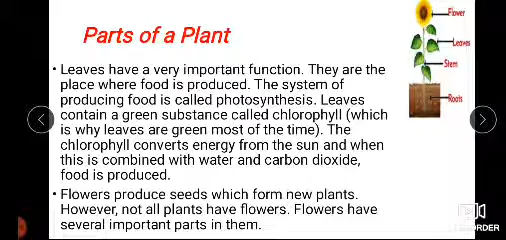 Parts of a Plant
Flower
Leaves
Stem
Roots
• Leaves have a very important function. They are the
place where food is produced. The system of
producing food is called photosynthesis. Leaves
contain a green substance called chlorophyll (which
is why leaves are green most of the time). The
chlorophyll converts energy from the sun and when
this is combined with water and carbon dioxide,
food is produced.
• Flowers produce seeds which form new plants.
However, not all plants have flowers. Flowers have
several important parts in them.
RECORDER